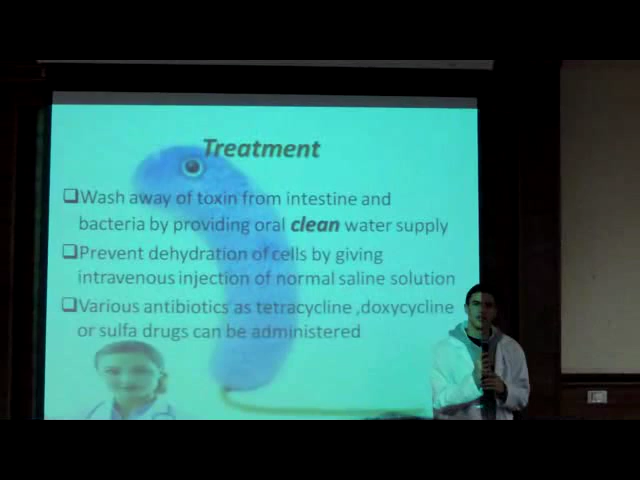 Treatment
❑Wash away of toxin from intestine and
bacteria by providing oral clean water supply
❑Prevent dehydration of cells by giving
intravenous injection of normal saline solution
❑Various antibiotics as tetracycline ,doxycycline
or sulfa drugs can be administered